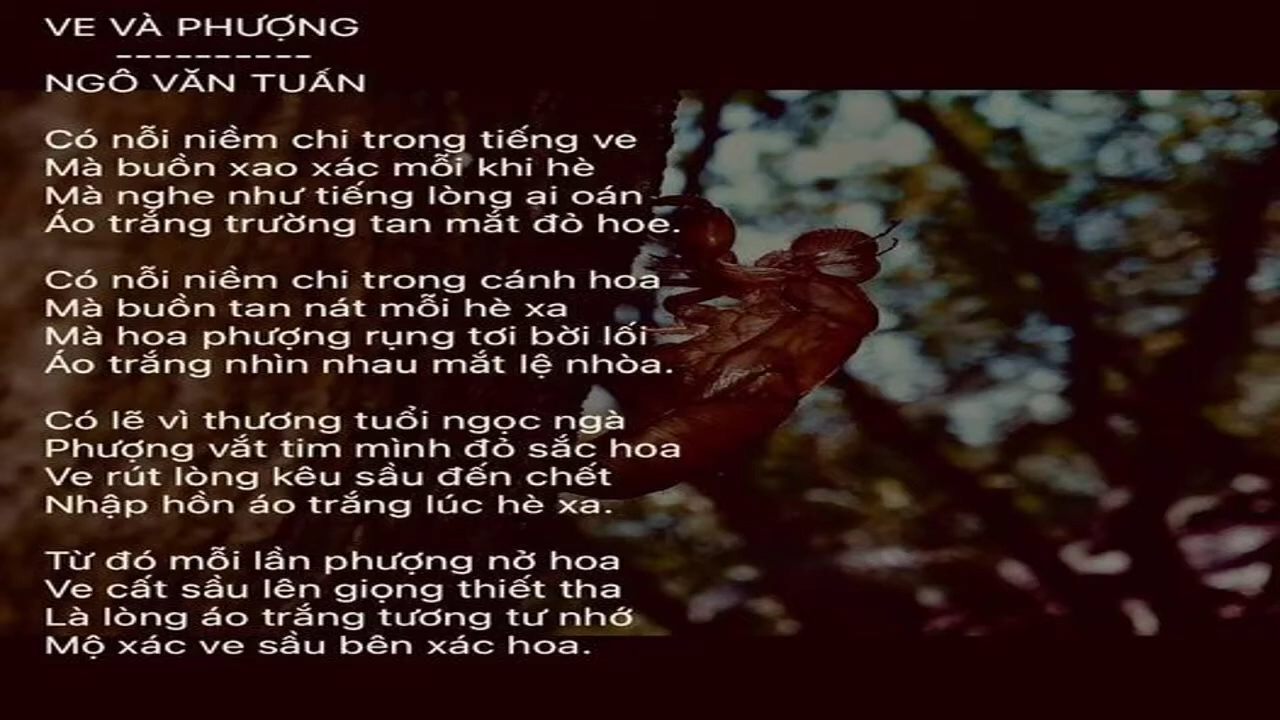 VE VÀ PHƯỢNG
----------
NGÔ VĂN TUẤN
Có nỗi niềm chi trong tiếng ve
Mà buồn xao xác mỗi khi hè
Mà nghe như tiếng lòng ai oán
Áo trắng trường tan mắt đỏ hoe.
Có nỗi niềm chi trong cánh hoa
Mà buồn tan nát mỗi hè xa
Mà hoa phượng rụng tơi bời lối
Áo trắng nhìn nhau mắt lệ nhòa.
Có lẽ vì thương tuổi ngọc ngà
Phượng vắt tim mình đỏ sắc hoa
Ve rút lòng kêu sầu đến chết
Nhập hồn áo trắng lúc hè xa.
Từ đó mỗi lần phượng nở hoa
Ve cất sầu lên giọng thiết tha
Là lòng áo trắng tương tư nhớ
Mộ xác ve sầu bên xác hoa.